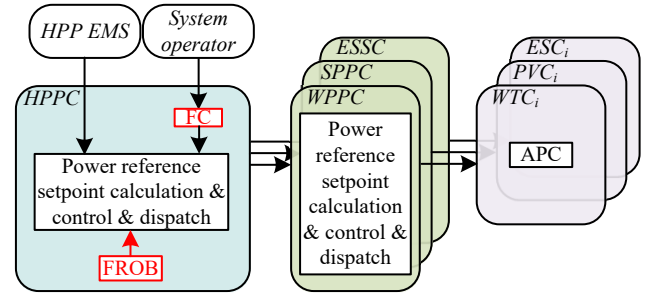 HPP EMS
System
operator
HPPC
FC
Power reference
setpoint calculation &
control & dispatch
FROB
ESSC
SPPC
WPPC
Power
reference
setpoint
calculation
& control &
dispatch
ESCi
PVCi
WTCi
APC